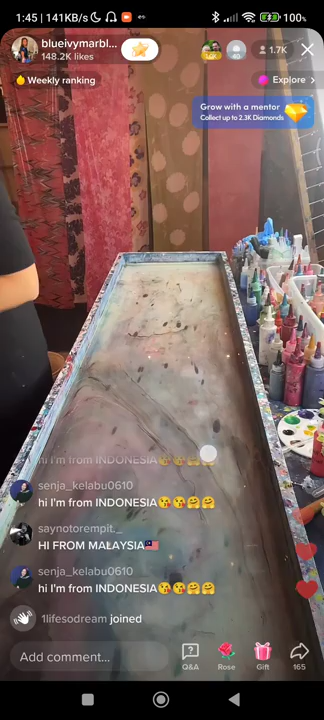 1:45 | 141KB/s
100%
blueivymarbl...
148.2K likes
40
1.7K
Weekly ranking
Explore >
Grow with a mentor
Collect up to 2.3K Diamonds
hi I'm from INDONESIA😘😘🤗🤗
senja_kelabu0610
hi I'm from INDONESIA😘😘🤗🤗
saynotorempit._
HI FROM MALAYSIA🇲🇾
senja_kelabu0610
hi I'm from INDONESIA😘😘🤗🤗
1lifesodream joined
Add comment...
Q&A
Rose
Gift
165